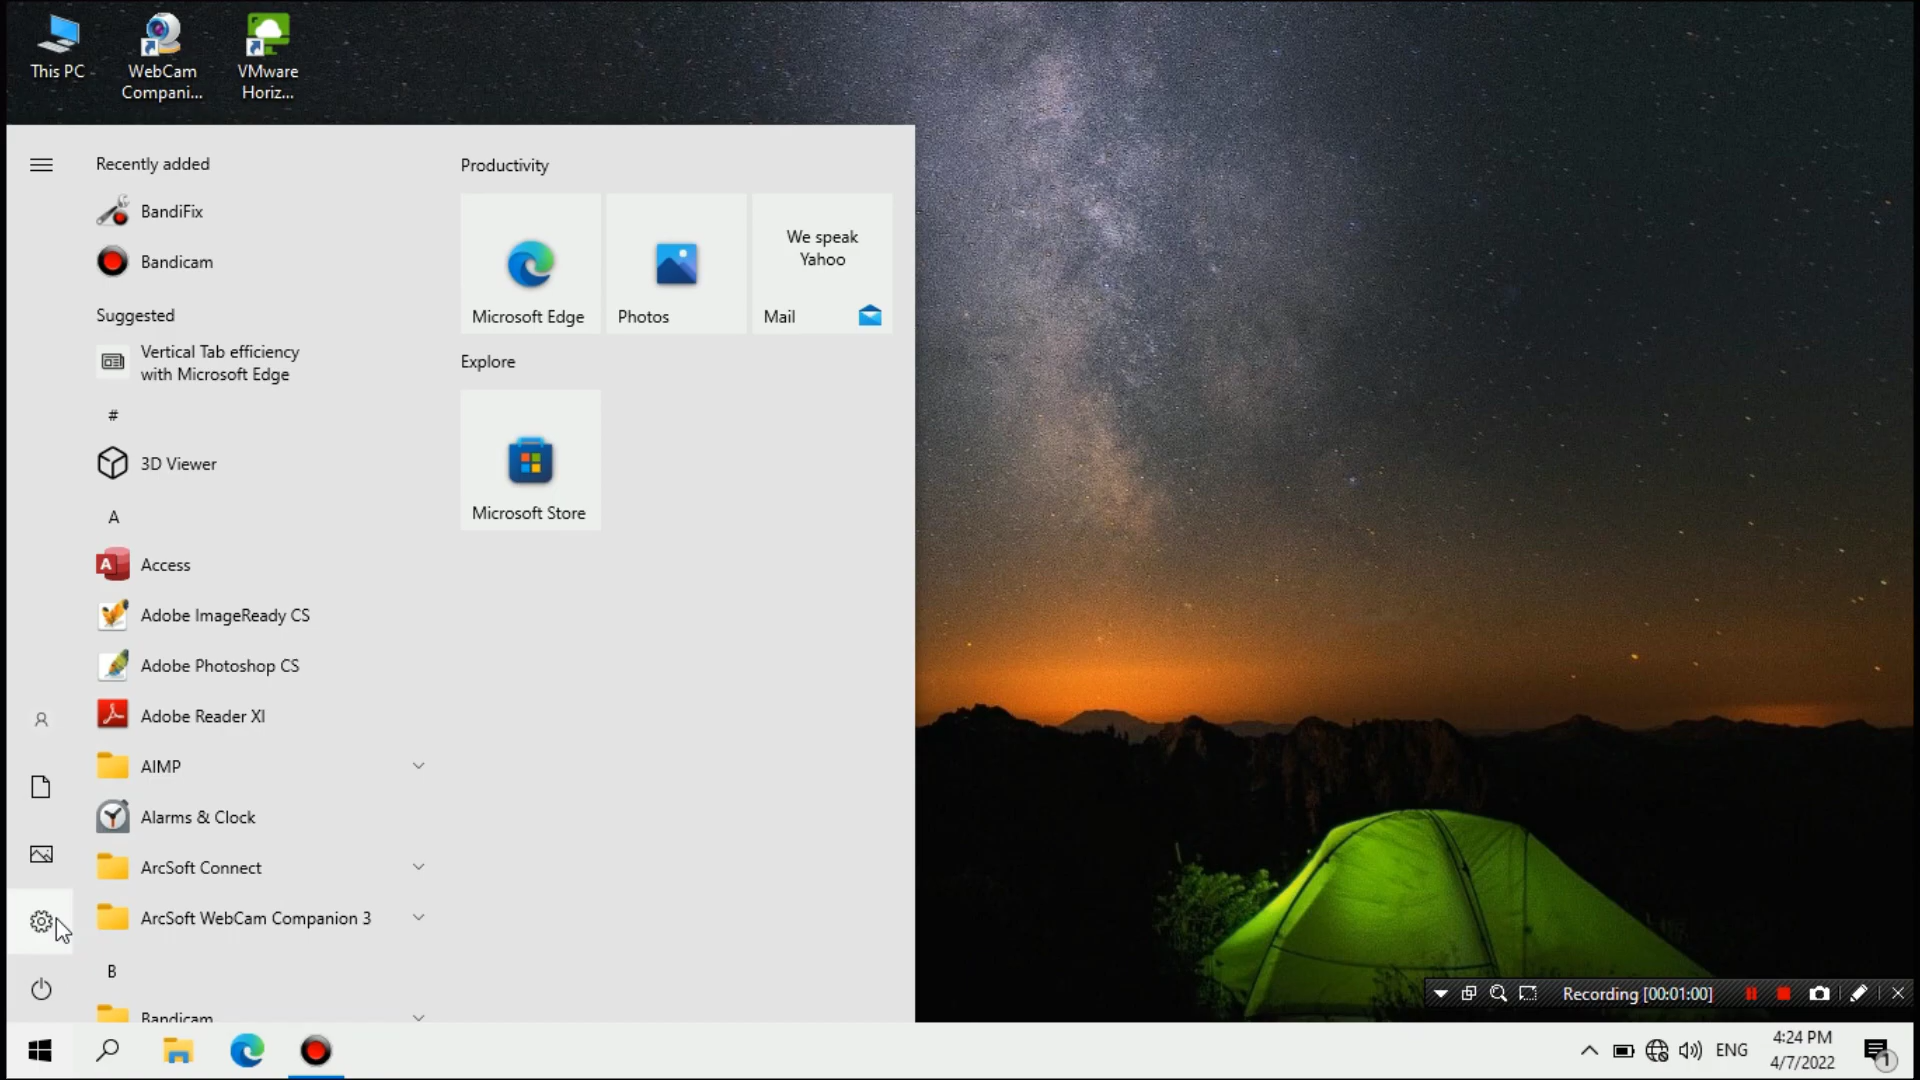 This PC
WebCam
Compani...
VMware
Horiz...
Recently added
BandiFix
Bandicam
Suggested
Vertical Tab efficiency
with Microsoft Edge
#
3D Viewer
A
Access
Adobe ImageReady CS
Adobe Photoshop CS
Adobe Reader XI
AIMP
Alarms & Clock
ArcSoft Connect
ArcSoft WebCam Companion 3
B
Bandicam
Productivity
Microsoft Edge
Photos
We speak
Yahoo
Mail
Explore
Microsoft Store
Recording [00:01:00]
ENG
4:24 PM
4/7/2022
1